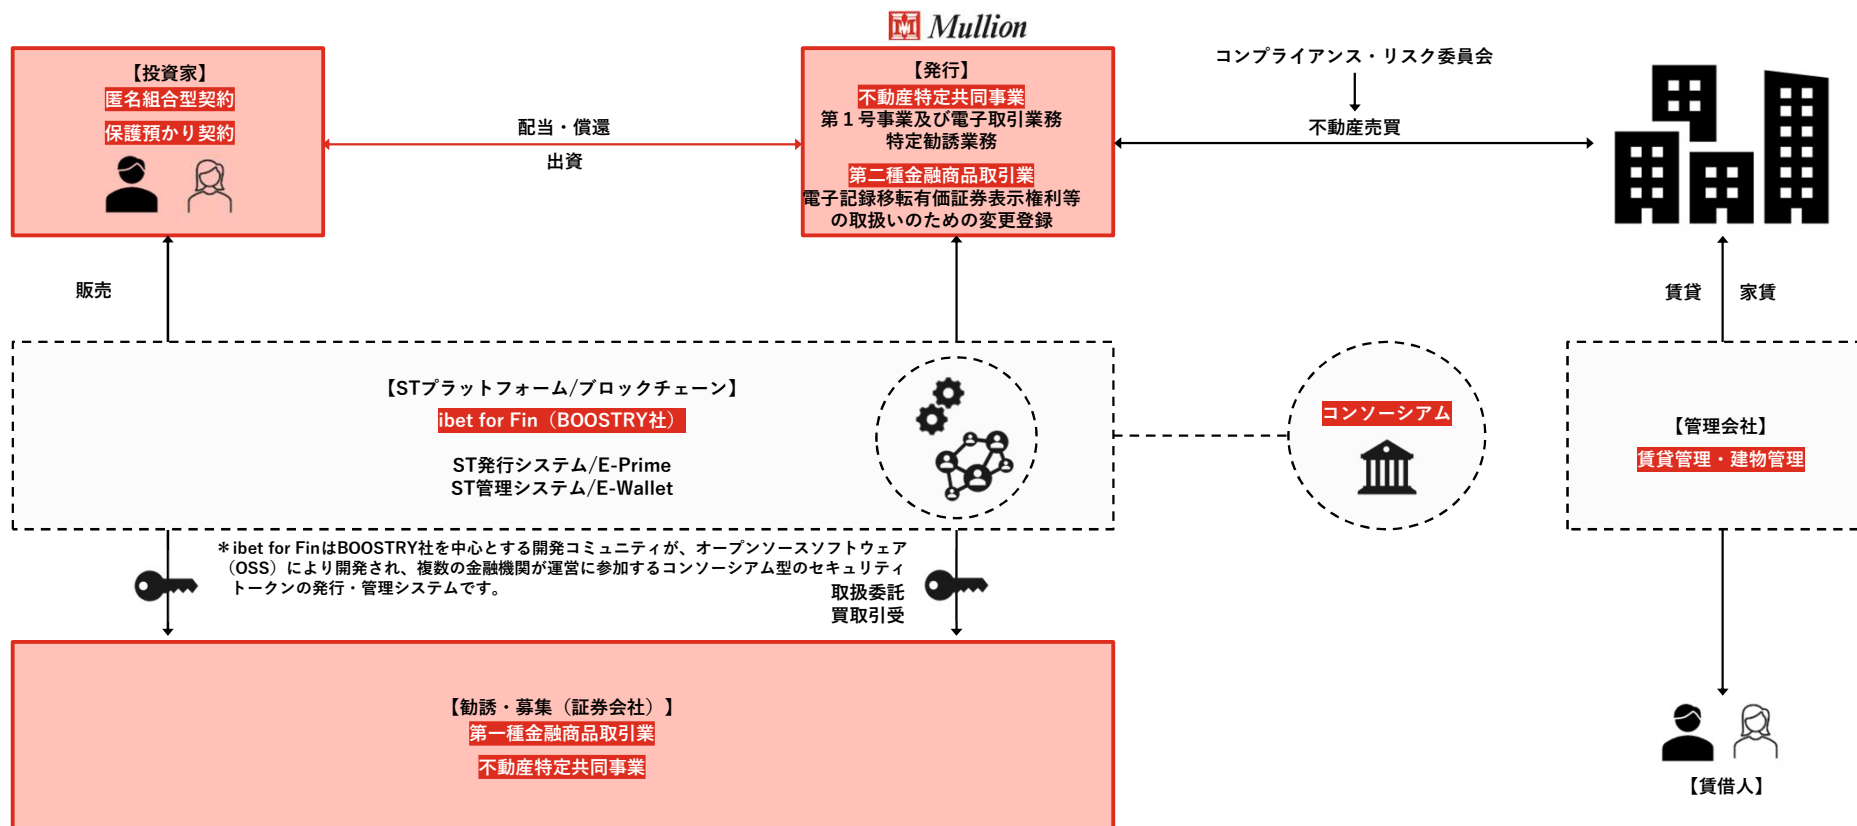 Mullion
【投資家】
匿名組合型契約
保護預かり契約
配当・償還
出資
【発行】
不動産特定共同事業
第１号事業及び電子取引業務
特定勧誘業務
第二種金融商品取引業
電子記録移転有価証券表示権利等
の取扱いのための変更登録
コンプライアンス・リスク委員会
不動産売買
販売
賃貸
家賃
【STプラットフォーム/ブロックチェーン】
ibet for Fin（BOOSTRY社）
ST発行システム/E-Prime
ST管理システム/E-Wallet
コンソーシアム
【管理会社】
賃貸管理・建物管理
＊ibet for FinはBOOSTRY社を中心とする開発コミュニティが、オープンソースソフトウェア
（OSS）により開発され、複数の金融機関が運営に参加するコンソーシアム型のセキュリティ
トークンの発行・管理システムです。
取扱委託
買取引受
【勧誘・募集（証券会社）】
第一種金融商品取引業
不動産特定共同事業
【賃借人】